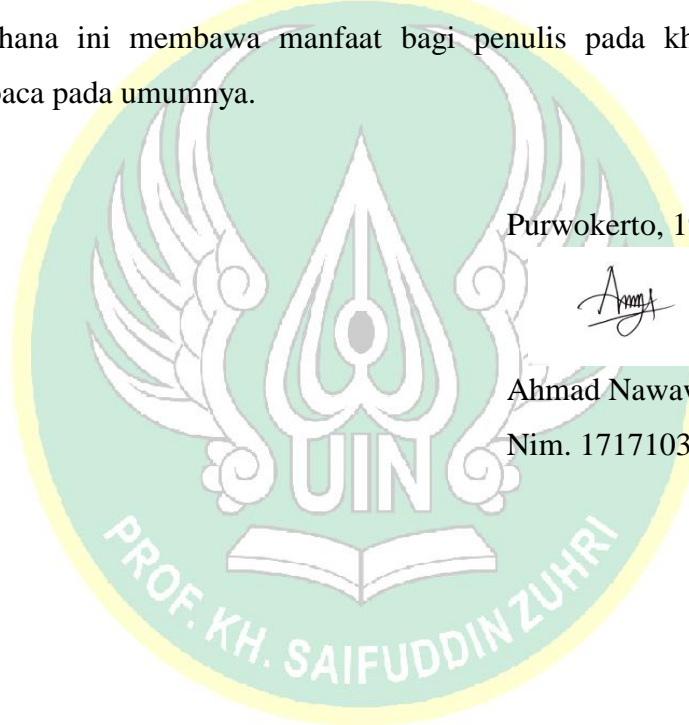 hana ini membawa manfaat bagi penulis pada kh
baca pada umumnya.
Purwokerto, 1
Ahmad Nawaw
Nim. 1717103
UIN
PROF. KH. SAIFUDDIN ZUHRI